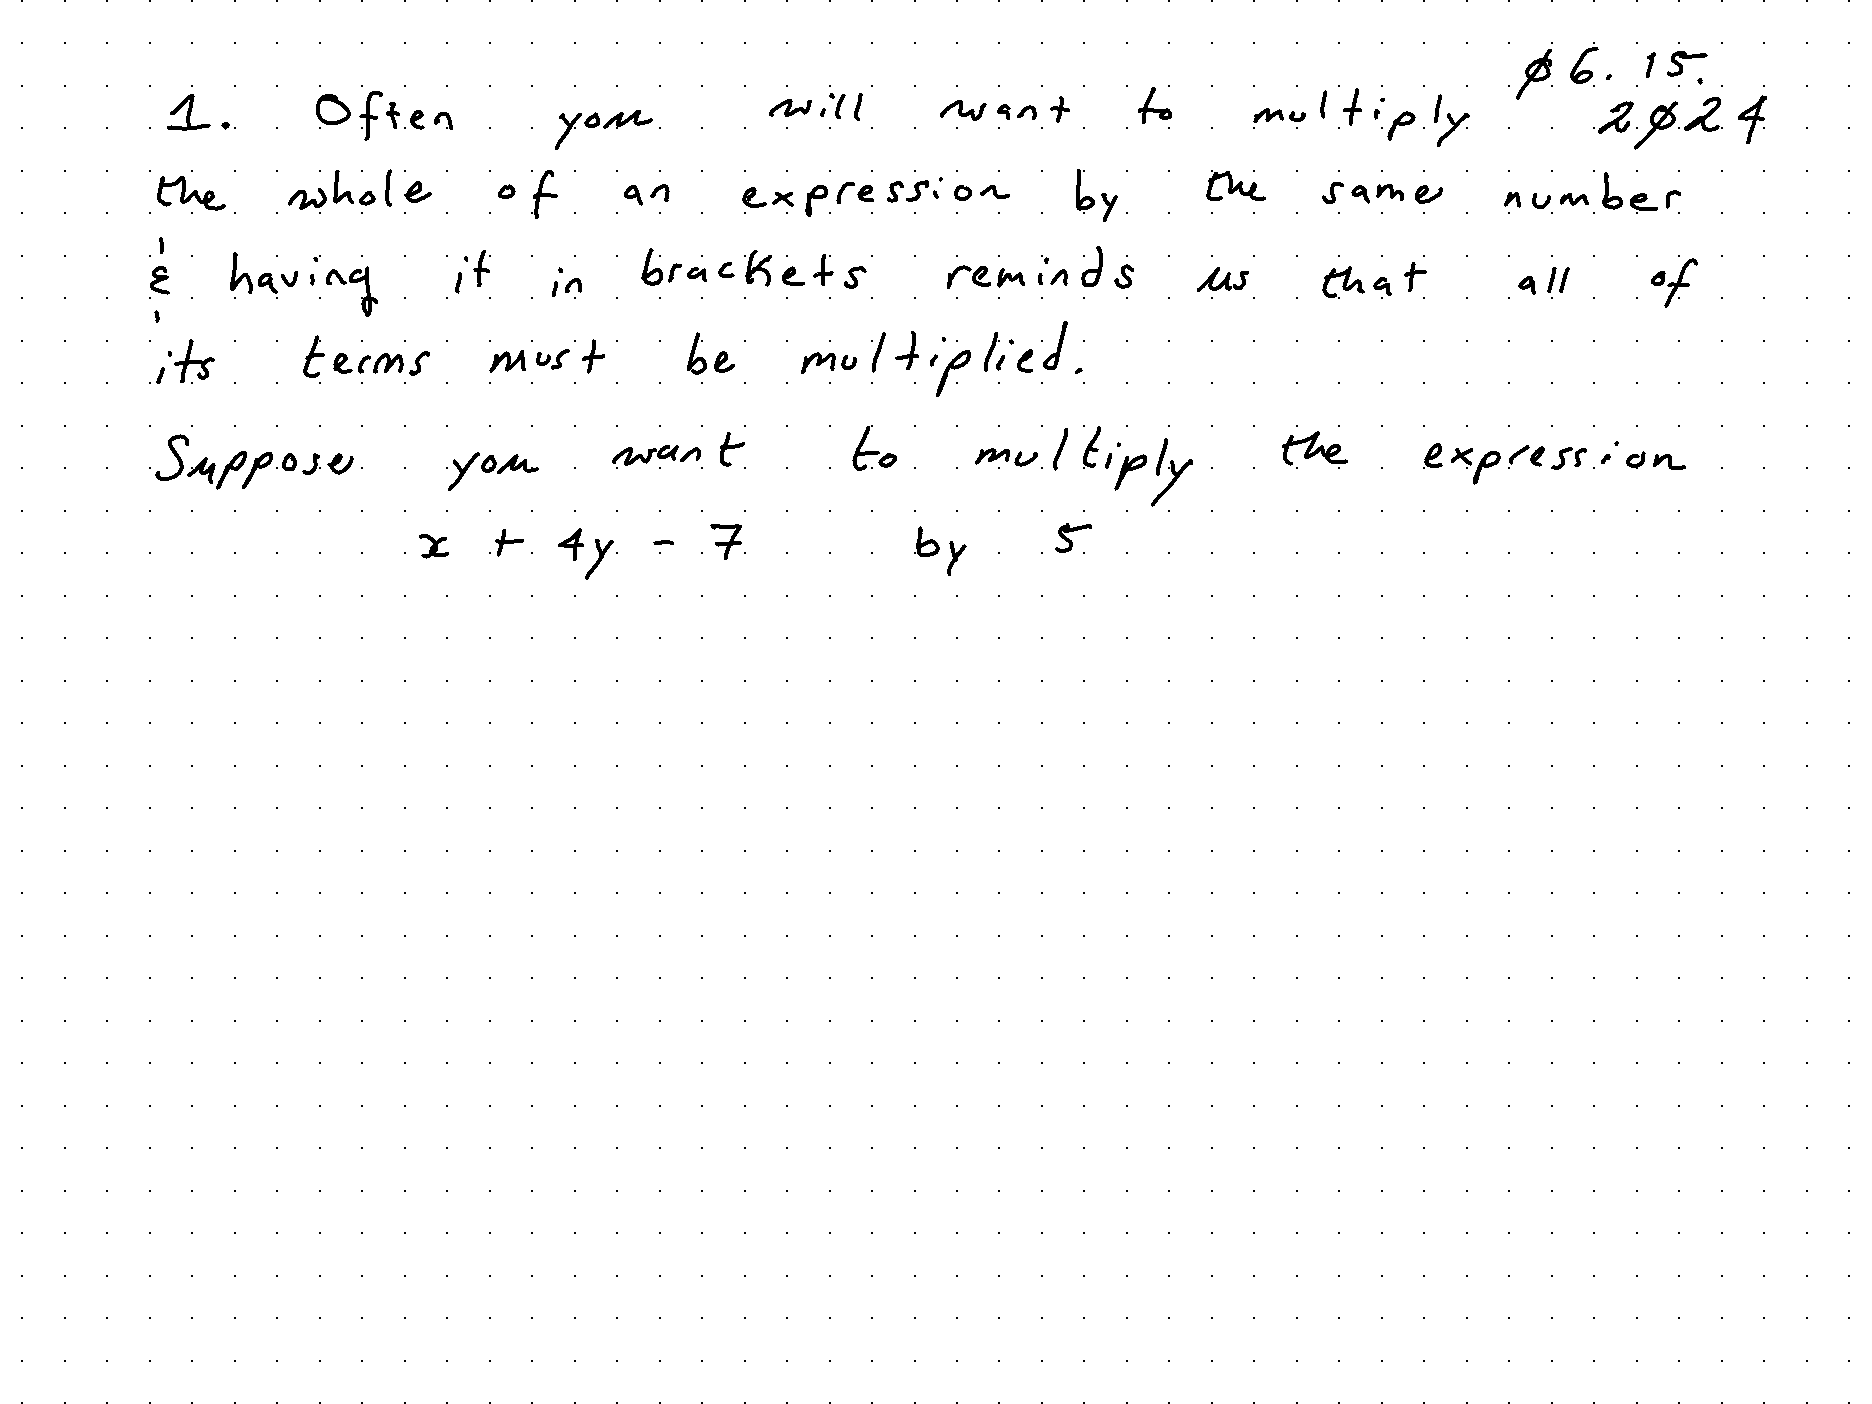 ø6.15.
1. Often you will want to multiply 2ø24
the whole of an expression by the same number
& having it in brackets reminds us that all of
its terms must be multiplied.
Suppose you want to multiply the expression
x + 4y - 7 by 5